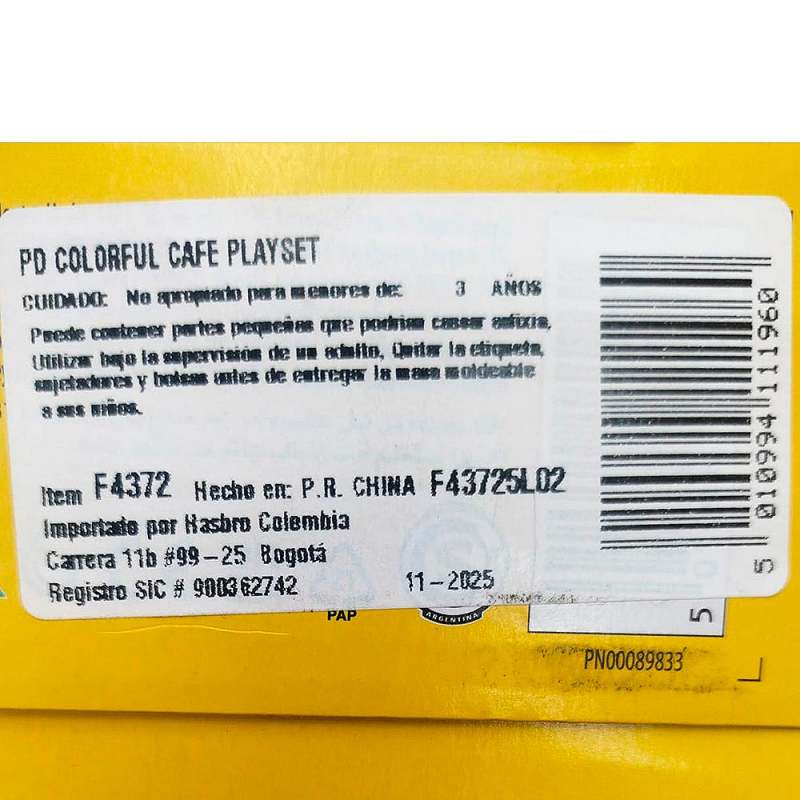 PD COLORFUL CAFE PLAYSET
CUIDADO: No apropiado para menores de: 3 AÑOS
Puede contener partes pequeñas que podrian causar asfixia,
Utilizar bajo la supervisión de un adulto, Quitar la etiqueta,
sujetadores y bolsas antes de entregar la masa moldeable
a sus niños.
Item F4372 Hecho en: P.R. CHINA F43725L02
Importado por Hasbro Colombia
Carrera 11b #99-25 Bogotá
Registro SIC # 900362742 11-2025
5 010994 111960
PAP
ARGENTINA
5
PN00089833